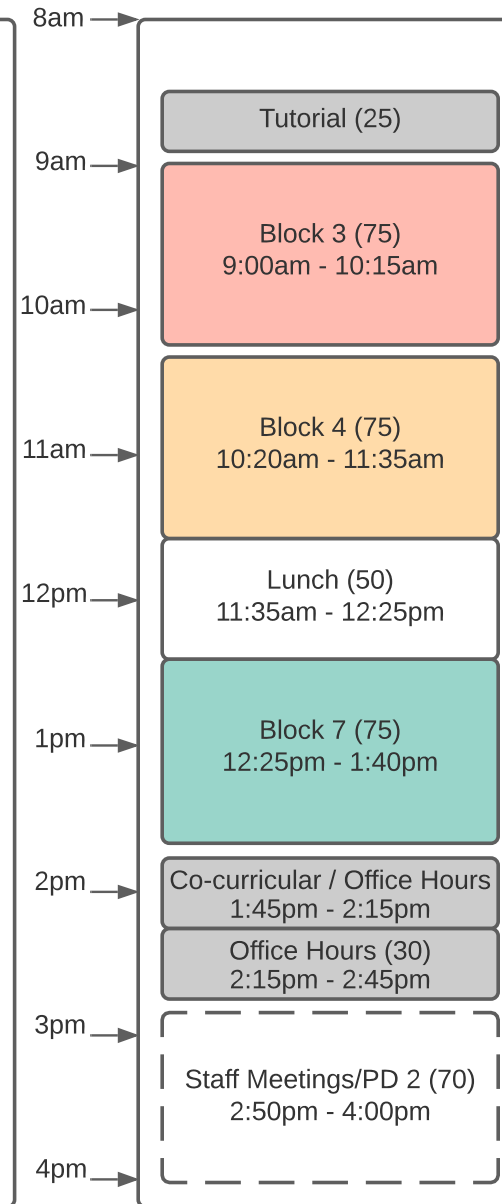 8am
Tutorial (25)
9am
Block 3 (75)
9:00am - 10:15am
10am
Block 4 (75)
11am
10:20am - 11:35am
Lunch (50)
12pm
11:35am - 12:25pm
Block 7 (75)
1pm
12:25pm - 1:40pm
2pm
Co-curricular / Office Hours
1:45pm - 2:15pm
Office Hours (30)
2:15pm - 2:45pm
3pm
Staff Meetings/PD 2 (70)
2:50pm - 4:00pm
4pm